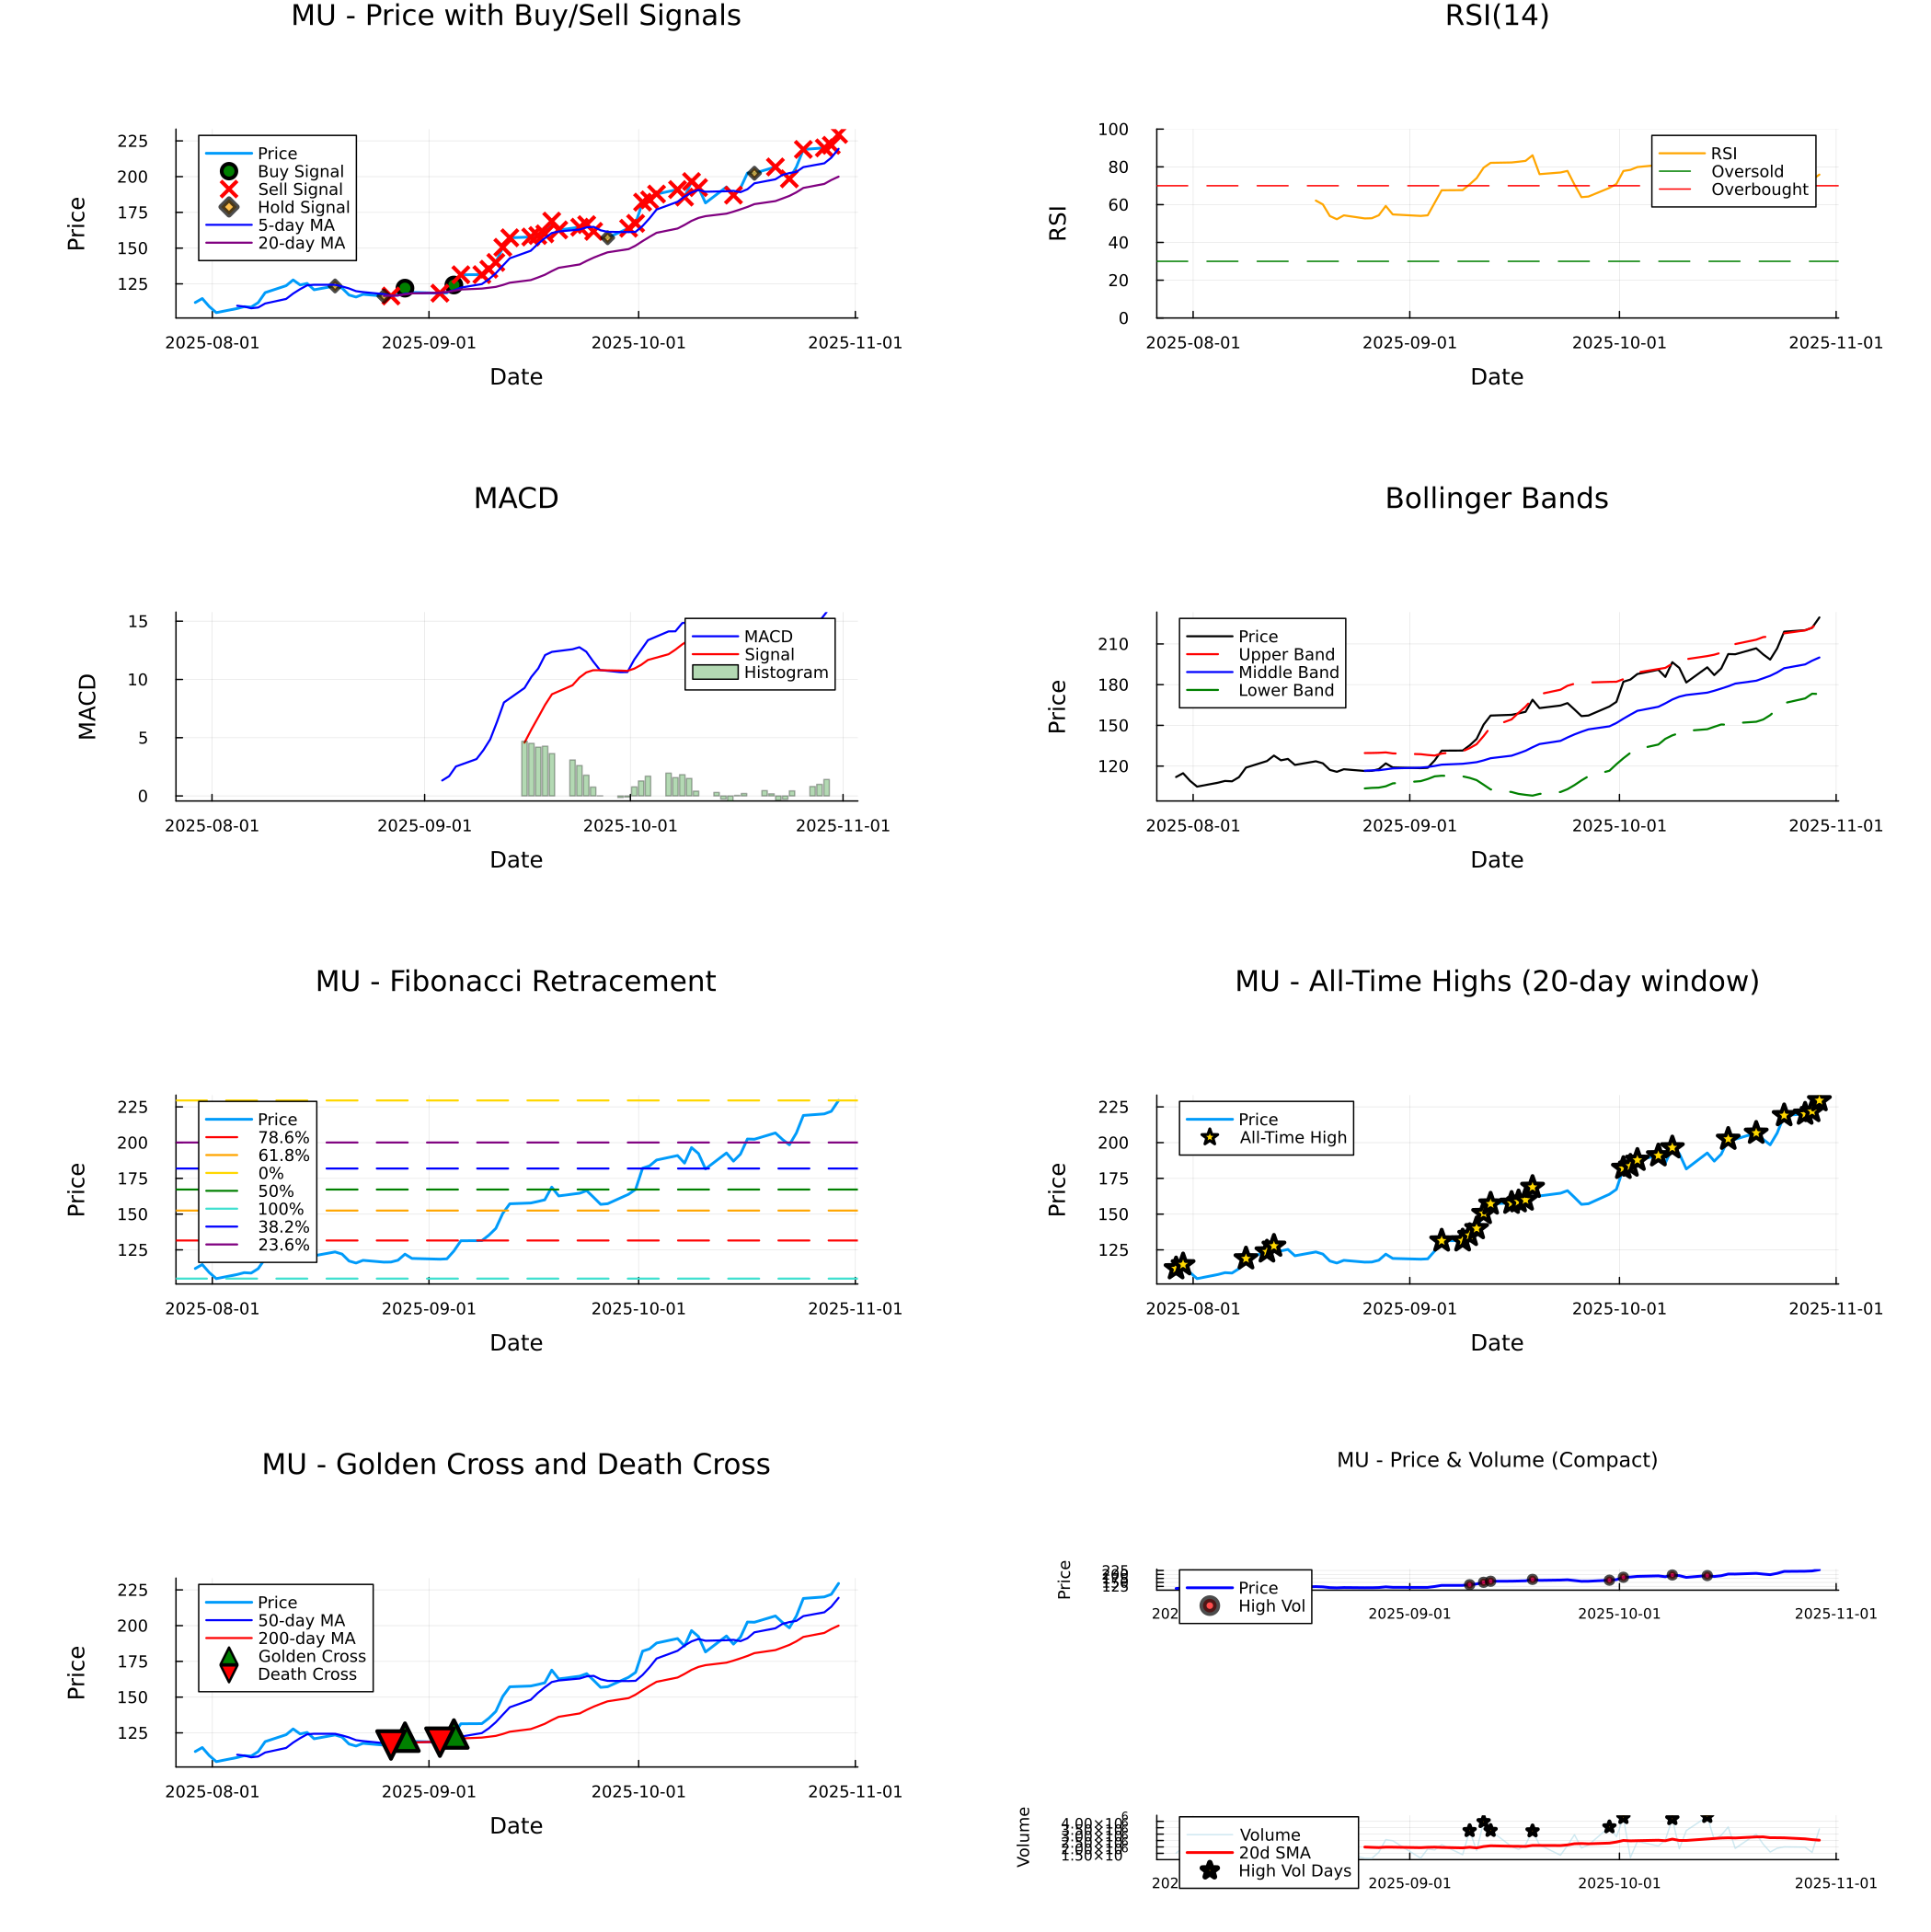 MU - Price with Buy/Sell Signals
Price
225
200
175
150
125
Price
Buy Signal
Sell Signal
Hold Signal
5-day MA
20-day MA
2025-08-01
2025-09-01
2025-10-01
2025-11-01
Date
RSI(14)
RSI
100
80
60
40
20
0
RSI
Oversold
Overbought
2025-08-01
2025-09-01
2025-10-01
2025-11-01
Date
MACD
MACD
15
10
5
0
MACD
Signal
Histogram
2025-08-01
2025-09-01
2025-10-01
2025-11-01
Date
Bollinger Bands
Price
210
180
150
120
Price
Upper Band
Middle Band
Lower Band
2025-08-01
2025-09-01
2025-10-01
2025-11-01
Date
MU - Fibonacci Retracement
Price
225
200
175
150
125
Price
78.6%
61.8%
0%
50%
100%
38.2%
23.6%
2025-08-01
2025-09-01
2025-10-01
2025-11-01
Date
MU - All-Time Highs (20-day window)
Price
225
200
175
150
125
Price
All-Time High
2025-08-01
2025-09-01
2025-10-01
2025-11-01
Date
MU - Golden Cross and Death Cross
Price
225
200
175
150
125
Price
50-day MA
200-day MA
Golden Cross
Death Cross
2025-08-01
2025-09-01
2025-10-01
2025-11-01
Date
MU - Price & Volume (Compact)
Price
225
125
Price
High Vol
202
2025-09-01
2025-10-01
2025-11-01
Volume
Volume
20d SMA
High Vol Days
202
2025-09-01
2025-10-01
2025-11-01